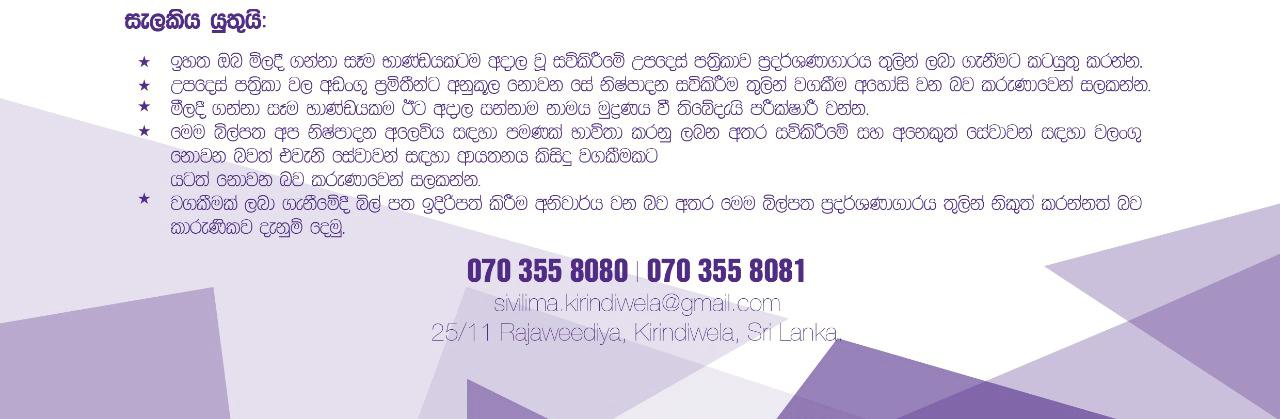 සැලකිය යුතුයි:
★ ඉහත ඔබ මිලදී ගන්නා සෑම භාණ්ඩයකටම අදාල වූ සවිකිරීමේ උපදෙස් පත්‍රිකාව ප්‍රදර්ශණාගාරය තුලින් ලබා ගැනීමට කටයුතු කරන්න.
★ උපදෙස් පත්‍රිකා වල අඩංගු ප්‍රමිතීන්ට අනුකූල නොවන සේ නිෂ්පාදන සවිකිරීම තුලින් වගකීම අහෝසි වන බව කරුණාවෙන් සලකන්න.
★ මිලදී ගන්නා සෑම භාණ්ඩයකම ඊට අදාල සන්නාම නාමය මුද්‍රණය වී තිබේදැයි පරීක්ෂාරී වන්න.
★ මෙම බිල්පත අප නිෂ්පාදන අලෙවිය සඳහා පමණක් භාවිතා කරනු ලබන අතර සවිකිරීමේ සහ අනෙකුත් සේවාවන් සඳහා වලංගු
නොවන බවත් එවැනි සේවාවන් සඳහා ආයතනය කිසිදු වගකීමකට
යටත් නොවන බව කරුණාවෙන් සලකන්න.
★ වගකීමක් ලබා ගැනීමේදී බිල් පත ඉදිරිපත් කිරීම අනිවාර්ය වන බව අතර මෙම බිල්පත ප්‍රදර්ශණාගාරය තුලින් නිකුත් කරන්නත් බව
කාරුණිකව දැනුම් දෙමු.
070 355 8080 | 070 355 8081
sivilima.kirindiwela@gmail.com
25/11 Rajaweediya, Kirindiwela, Sri Lanka.